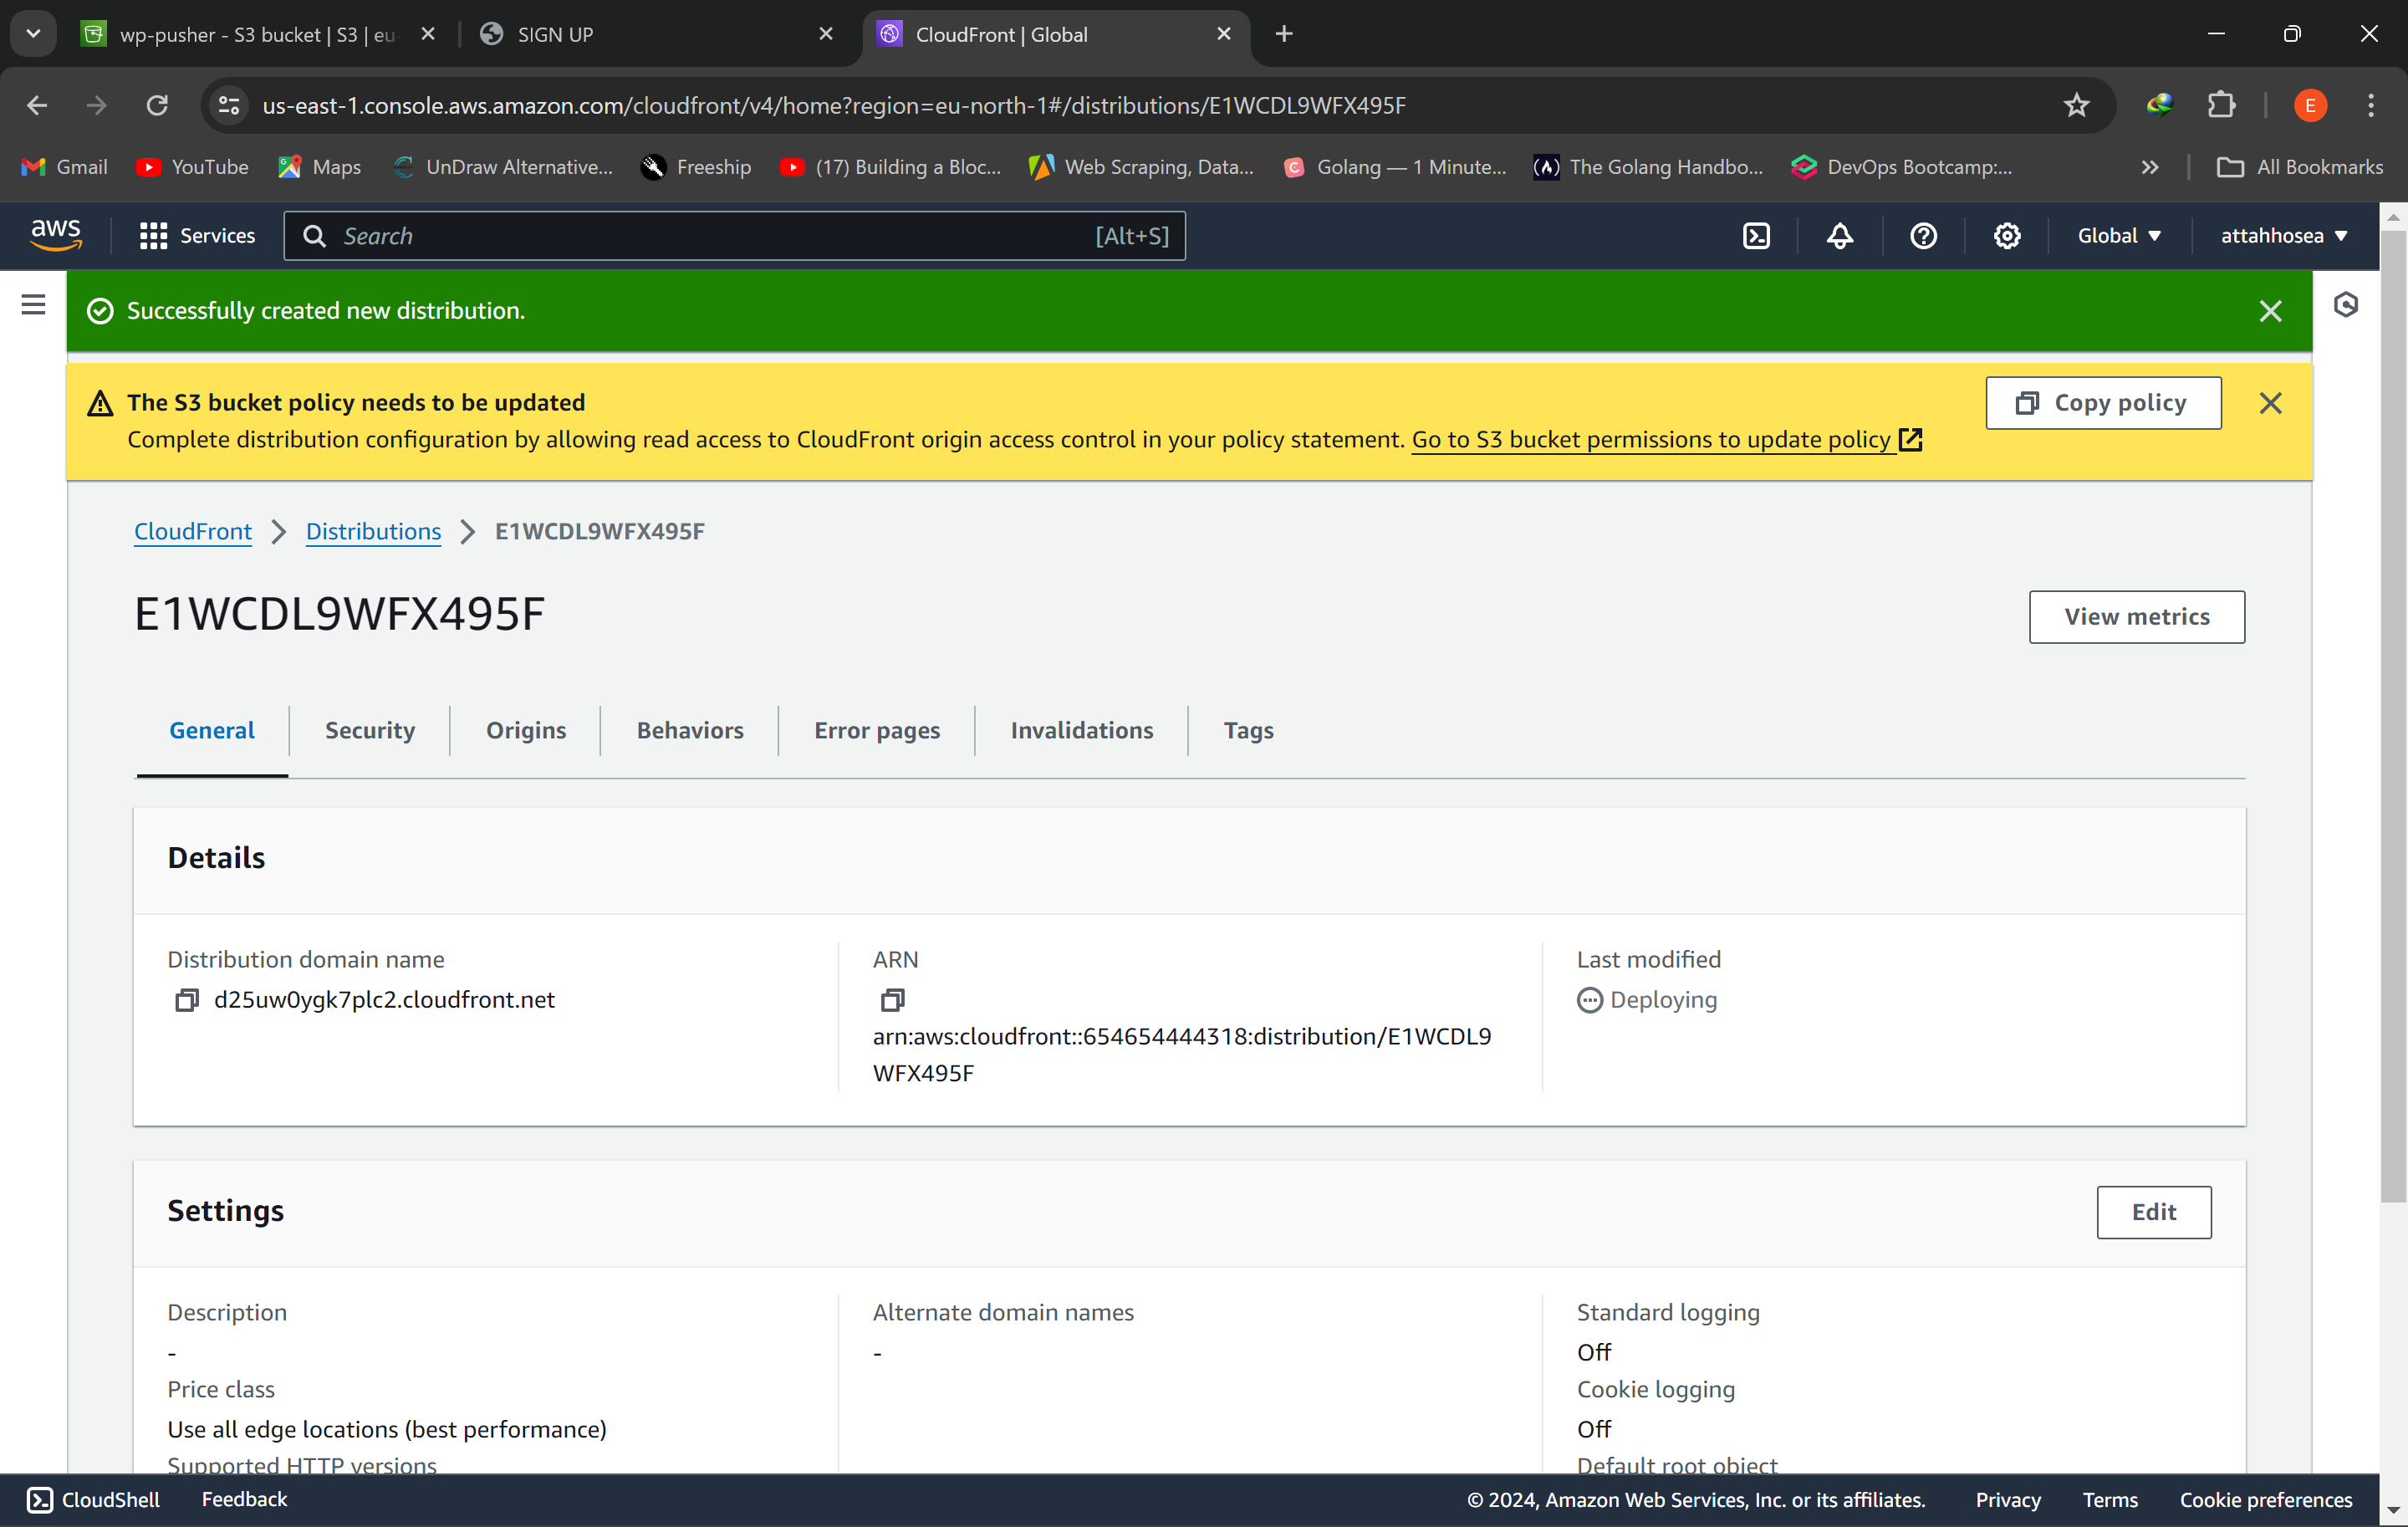 wp-pusher - S3 bucket | S3 | eu-
SIGN UP
CloudFront | Global
us-east-1.console.aws.amazon.com/cloudfront/v4/home?region=eu-north-1#/distributions/E1WCDL9WFX495F
E
Gmail
YouTube
Maps
UnDraw Alternative...
Freeship
(17) Building a Bloc...
Web Scraping, Data...
Golang — 1 Minute...
The Golang Handbo...
DevOps Bootcamp:...
All Bookmarks
aws
Services
Search
[Alt+S]
Global
attahhosea
Successfully created new distribution.
The S3 bucket policy needs to be updated
Complete distribution configuration by allowing read access to CloudFront origin access control in your policy statement. Go to S3 bucket permissions to update policy
Copy policy
CloudFront
Distributions
E1WCDL9WFX495F
E1WCDL9WFX495F
View metrics
General
Security
Origins
Behaviors
Error pages
Invalidations
Tags
Details
Distribution domain name
d25uw0ygk7plc2.cloudfront.net
ARN
arn:aws:cloudfront::654654444318:distribution/E1WCDL9
WFX495F
Last modified
Deploying
Settings
Edit
Description
-
Price class
Use all edge locations (best performance)
Supported HTTP versions
Alternate domain names
-
Standard logging
Off
Cookie logging
Off
Default root object
CloudShell
Feedback
© 2024, Amazon Web Services, Inc. or its affiliates.
Privacy
Terms
Cookie preferences